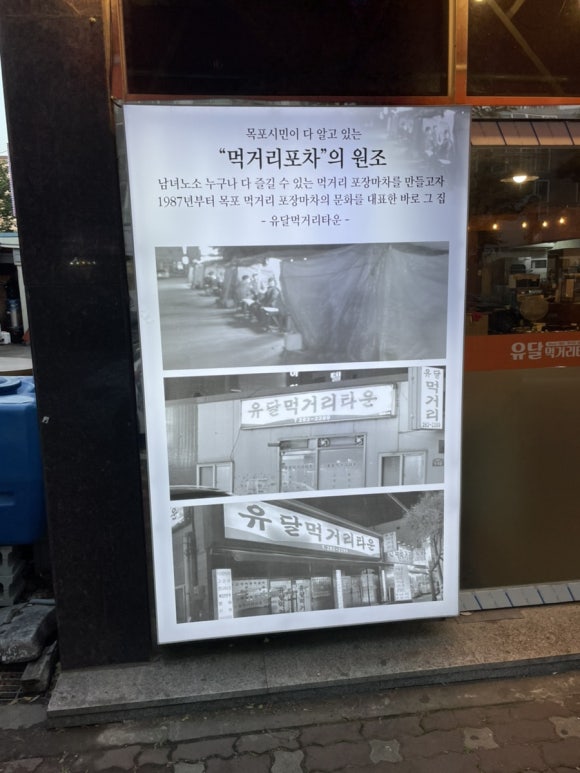 목포시민이 다 알고 있는
“먹거리포차”의 원조
남녀노소 누구나 다 즐길 수 있는 먹거리 포장마차를 만들고자
1987년부터 목포 먹거리 포장마차의 문화를 대표한 바로 그 집
- 유달먹거리타운 -
유달먹거리타운
유달
먹거리
유달먹거리타운
유달 먹거리타